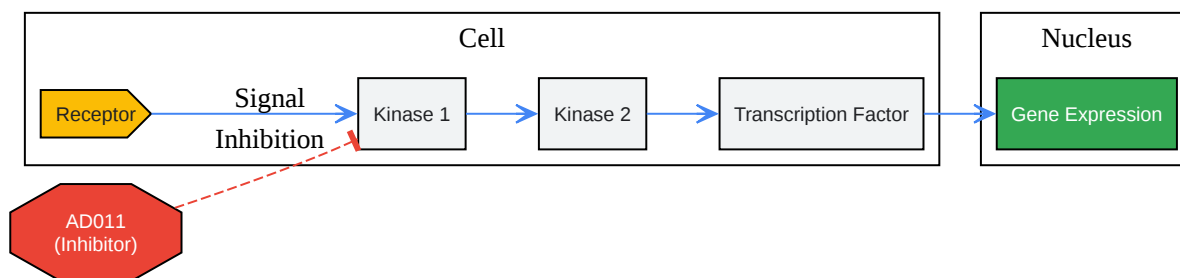 Cell
Nucleus
Receptor
Signal
Inhibition
Kinase 1
Kinase 2
Transcription Factor
Gene Expression
AD011
(Inhibitor)